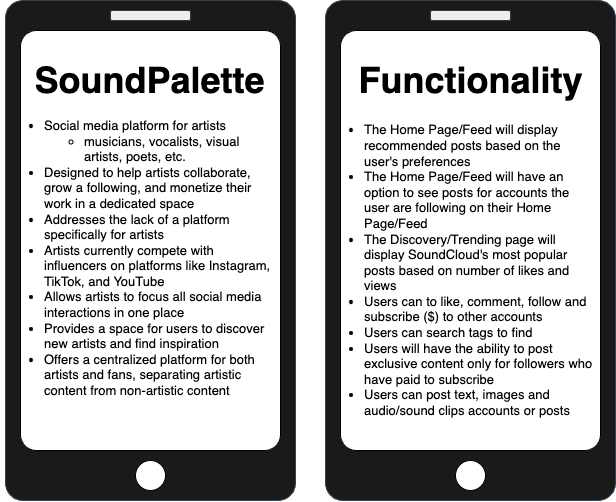 SoundPalette
• Social media platform for artists
○ musicians, vocalists, visual
artists, poets, etc.
• Designed to help artists collaborate,
grow a following, and monetize their
work in a dedicated space
• Addresses the lack of a platform
specifically for artists
• Artists currently compete with
influencers on platforms like Instagram,
TikTok, and YouTube
• Allows artists to focus all social media
interactions in one place
• Provides a space for users to discover
new artists and find inspiration
• Offers a centralized platform for both
artists and fans, separating artistic
content from non-artistic content
Functionality
• The Home Page/Feed will display
recommended posts based on the
user's preferences
• The Home Page/Feed will have an
option to see posts for accounts the
user are following on their Home
Page/Feed
• The Discovery/Trending page will
display SoundCloud's most popular
posts based on number of likes and
views
• Users can to like, comment, follow and
subscribe ($) to other accounts
• Users can search tags to find
• Users will have the ability to post
exclusive content only for followers who
have paid to subscribe
• Users can post text, images and
audio/sound clips accounts or posts